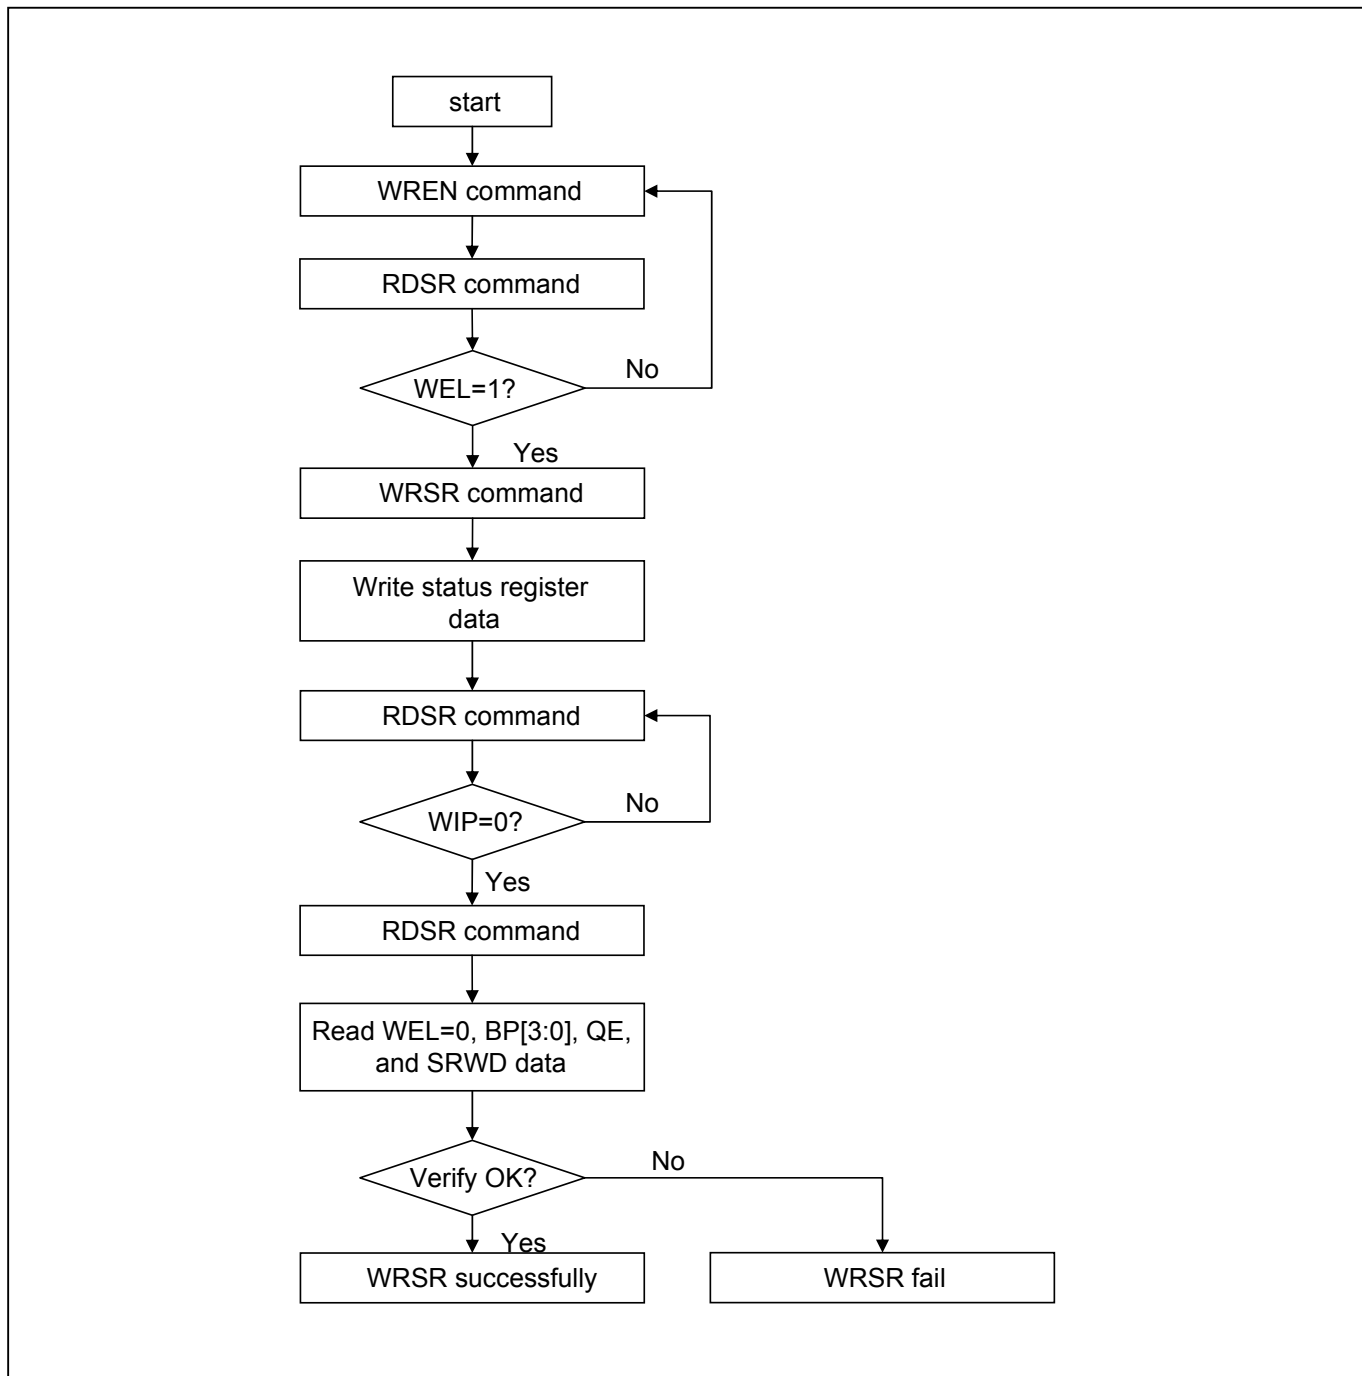 start
WREN command
RDSR command
WEL=1?
No
Yes
WRSR command
Write status register
data
RDSR command
WIP=0?
No
Yes
RDSR command
Read WEL=0, BP[3:0], QE,
and SRWD data
Verify OK?
No
Yes
WRSR successfully
WRSR fail